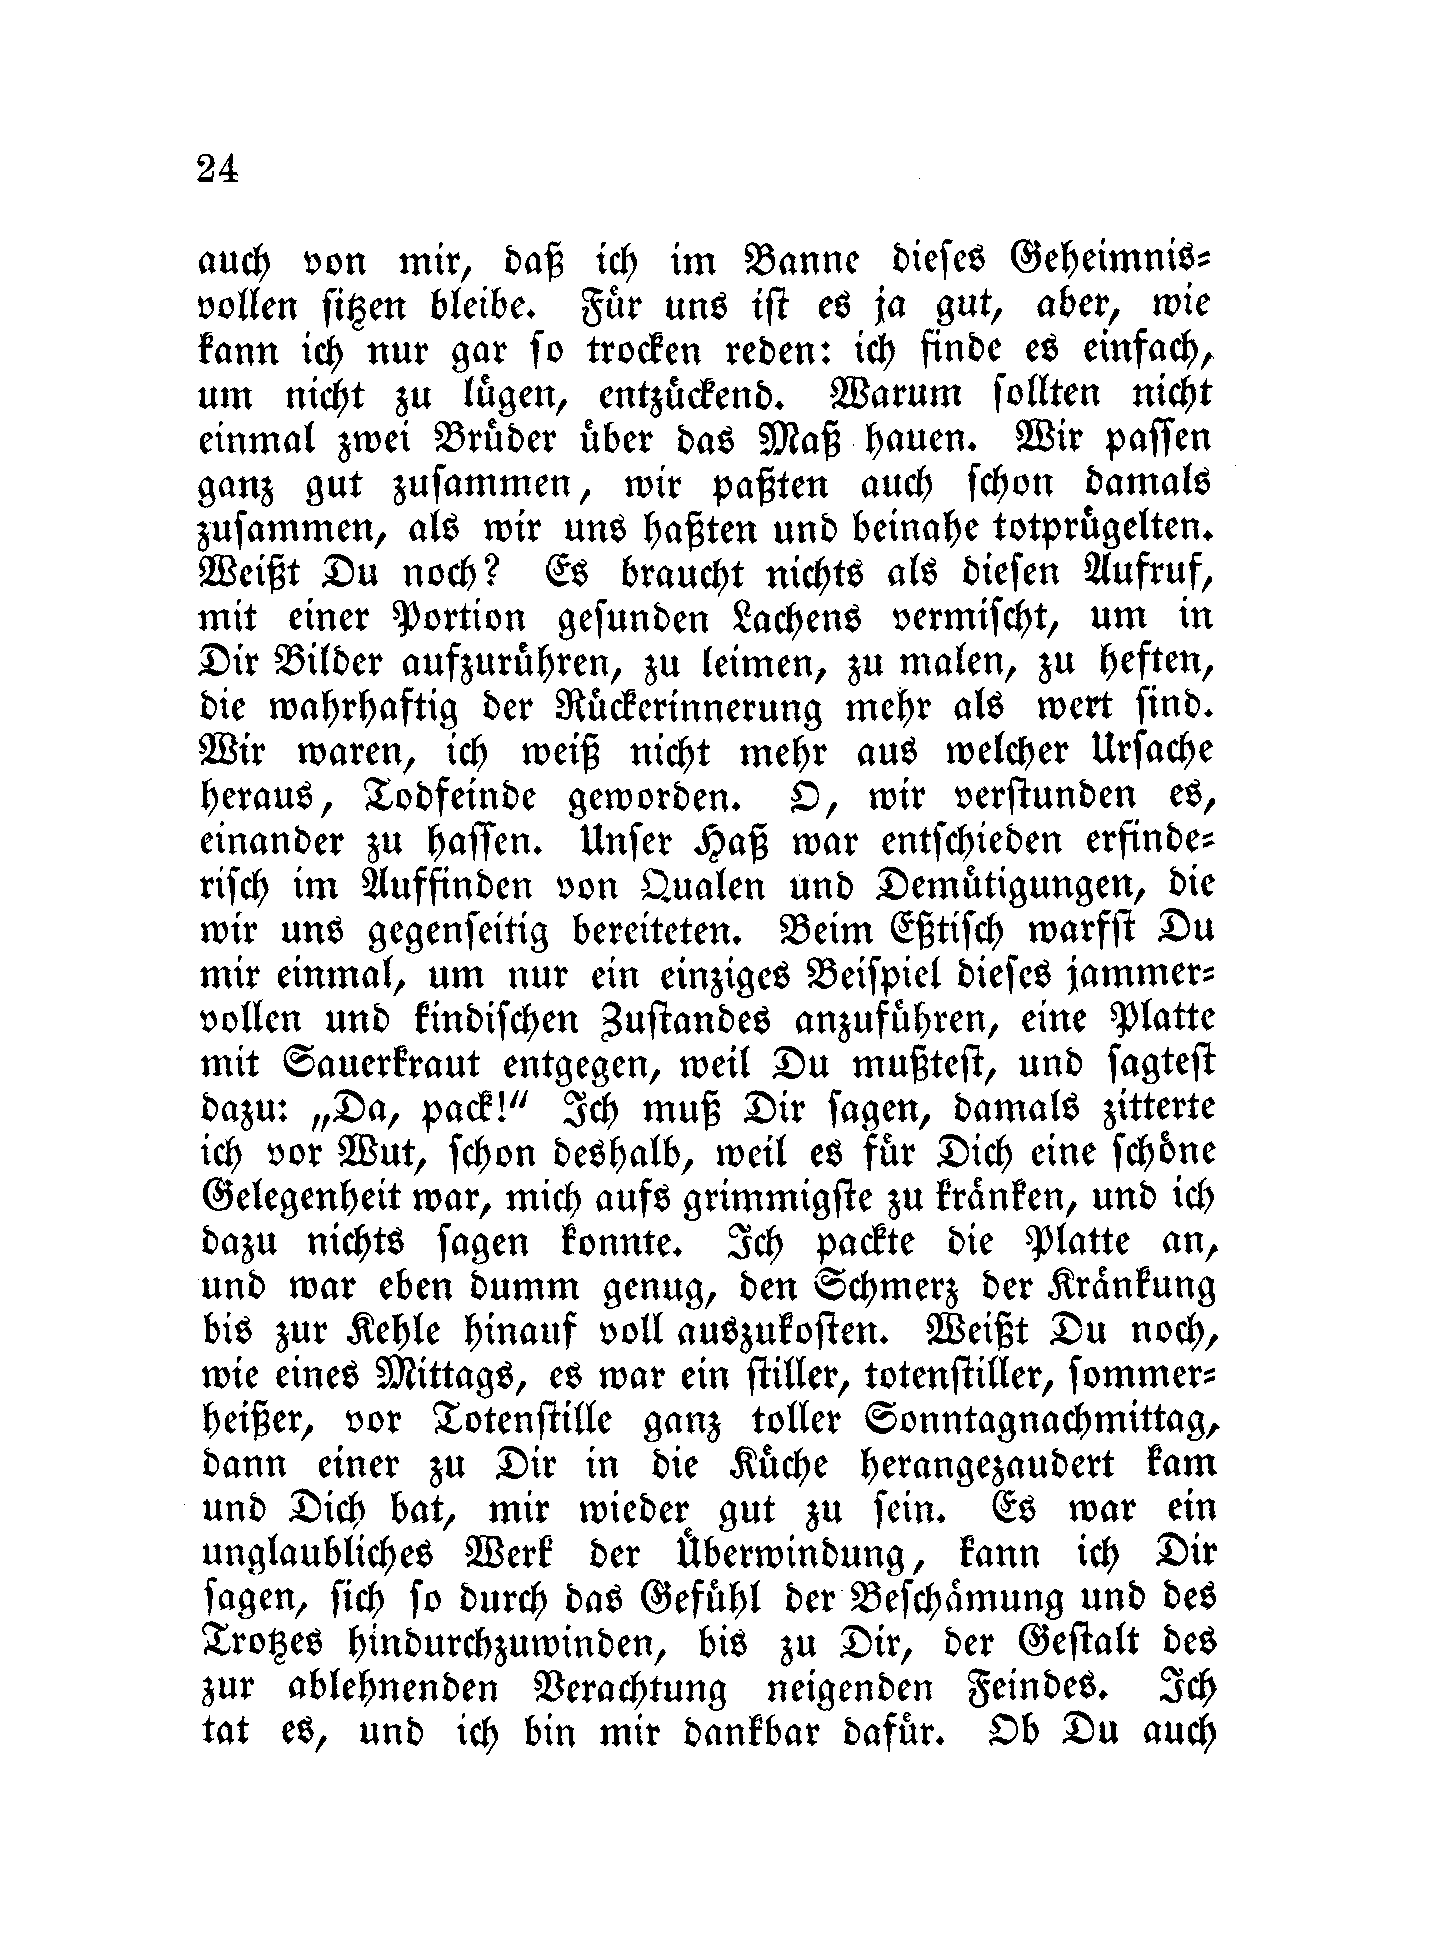 24
auch von mir, daß ich im Banne dieses Geheimnis-
vollen sitzen bleibe. Für uns ist es ja gut, aber, wie
kann ich nur gar so trocken reden: ich finde es einfach,
um nicht zu lügen, entzückend. Warum sollten nicht
einmal zwei Brüder über das Maß hauen. Wir passen
ganz gut zusammen, wir paßten auch schon damals
zusammen, als wir uns haßten und beinahe totprügelten.
Weißt Du noch? Es braucht nichts als diesen Aufruf,
mit einer Portion gesunden Lachens vermischt, um in
Dir Bilder aufzurühren, zu leimen, zu malen, zu heften,
die wahrhaftig der Rückerinnerung mehr als wert sind.
Wir waren, ich weiß nicht mehr aus welcher Ursache
heraus, Todfeinde geworden. O, wir verstunden es,
einander zu hassen. Unser Haß war entschieden erfinde-
risch im Auffinden von Qualen und Demütigungen, die
wir uns gegenseitig bereiteten. Beim Eßtisch warfst Du
mir einmal, um nur ein einziges Beispiel dieses jammer-
vollen und kindischen Zustandes anzuführen, eine Platte
mit Sauerkraut entgegen, weil Du mußtest, und sagtest
dazu: „Da, pack!“ Ich muß Dir sagen, damals zitterte
ich vor Wut, schon deshalb, weil es für Dich eine schöne
Gelegenheit war, mich aufs grimmigste zu kränken, und ich
dazu nichts sagen konnte. Ich packte die Platte an,
und war eben dumm genug, den Schmerz der Kränkung
bis zur Kehle hinauf voll auszukosten. Weißt Du noch,
wie eines Mittags, es war ein stiller, totenstiller, sommer-
heißer, vor Totenstille ganz toller Sonntagnachmittag,
dann einer zu Dir in die Küche herangezaudert kam
und Dich bat, mir wieder gut zu sein. Es war ein
unglaubliches Werk der Überwindung, kann ich Dir
sagen, sich so durch das Gefühl der Beschämung und des
Trotzes hindurchzuwinden, bis zu Dir, der Gestalt des
zur ablehnenden Verachtung neigenden Feindes. Ich
tat es, und ich bin mir dankbar dafür. Ob Du auch